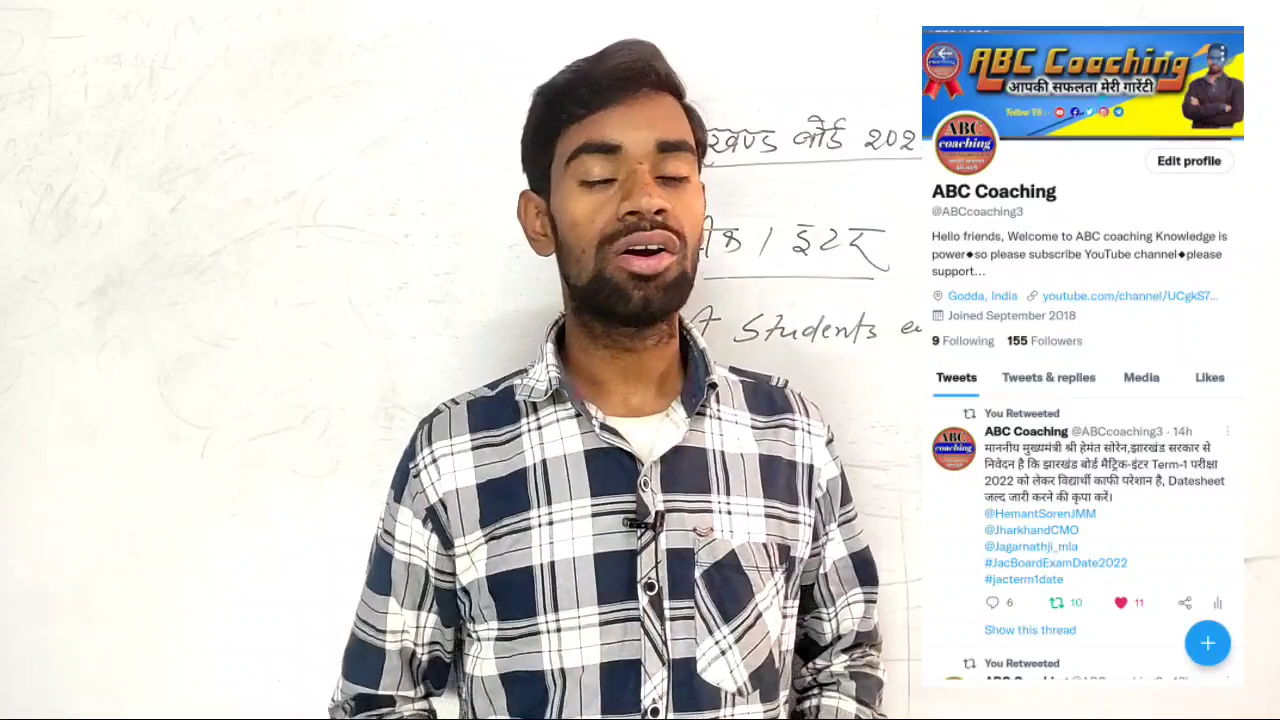 बोर्ड 202
इंटर
Students
ABC Coaching
आपकी सफलता मेरी गारेंटी
Follow US
ABC
coaching
Edit profile
ABC Coaching
@ABCcoaching3
Hello friends, Welcome to ABC coaching Knowledge is
power◆so please subscribe YouTube channel◆please
support...
Godda, India youtube.com/channel/UCgkS7...
Joined September 2018
9 Following 155 Followers
Tweets Tweets & replies Media Likes
You Retweeted
ABC Coaching @ABCcoaching3 · 14h
ABC
coaching
माननीय मुख्यमंत्री श्री हेमंत सोरेन,झारखंड सरकार से
निवेदन है कि झारखंड बोर्ड मैट्रिक-इंटर Term-1 परीक्षा
2022 को लेकर विद्यार्थी काफी परेशान है, Datesheet
जल्द जारी करने की कृपा करें।
@HemantSorenJMM
@JharkhandCMO
@Jagarnathji_mla
#JacBoardExamDate2022
#jacterm1date
6 10 11
Show this thread
You Retweeted